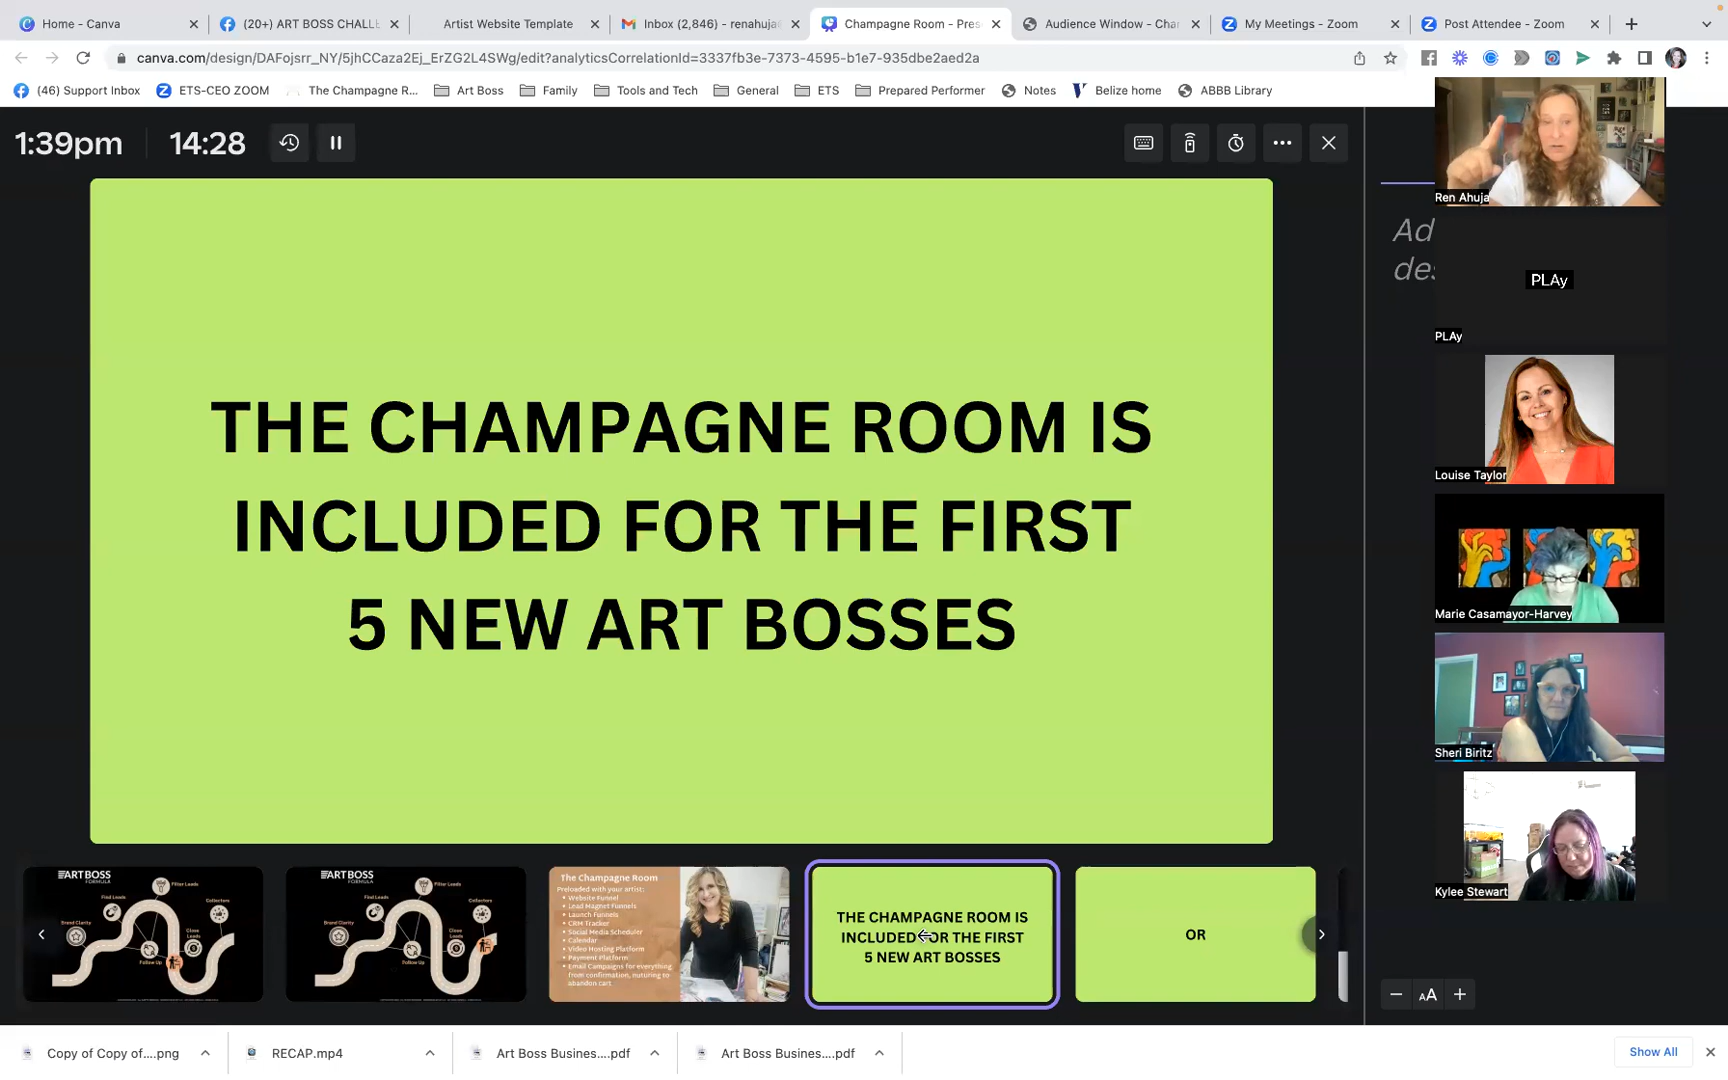 Home - Canva
(20+) ART BOSS CHALL
Artist Website Template
Inbox (2,846) - renahuja
Champagne Room - Pres
Audience Window - Cha
My Meetings - Zoom
Post Attendee - Zoom
canva.com/design/DAFojsrr_NY/5jhCCaza2Ej_ErZG2L4SWg/edit?analyticsCorrelationId=3337fb3e-7373-4595-b1e7-935dbe2aed2a
(46) Support Inbox
ETS-CEO ZOOM
The Champagne R...
Art Boss
Family
Tools and Tech
General
ETS
Prepared Performer
Notes
Belize home
ABBB Library
1:39pm
14:28
THE CHAMPAGNE ROOM IS
INCLUDED FOR THE FIRST
5 NEW ART BOSSES
Ad
des
Ren Ahuja
PLAy
PLAy
Louise Taylor
Marie Casamayor-Harvey
Sheri Biritz
Kylee Stewart
ARTBOSS
FORMULA
Filter Leads
Find Leads
Collectors
Brand Clarity
Close
Leads
Follow Up
ARTBOSS
FORMULA
Filter Leads
Find Leads
Collectors
Brand Clarity
Close
Leads
Follow Up
The Champagne Room
Preloaded with your artist:
Website Funnel
Lead Magnet Funnels
Launch Funnels
CRM Tracker
Social Media Scheduler
Calendar
Video Hosting Platform
Payment Platform
Email Campaigns for everything
from confirmation, nuturing to
abandon cart
THE CHAMPAGNE ROOM IS
INCLUDED FOR THE FIRST
5 NEW ART BOSSES
OR
AA
Copy of Copy of....png
RECAP.mp4
Art Boss Busines....pdf
Art Boss Busines....pdf
Show All